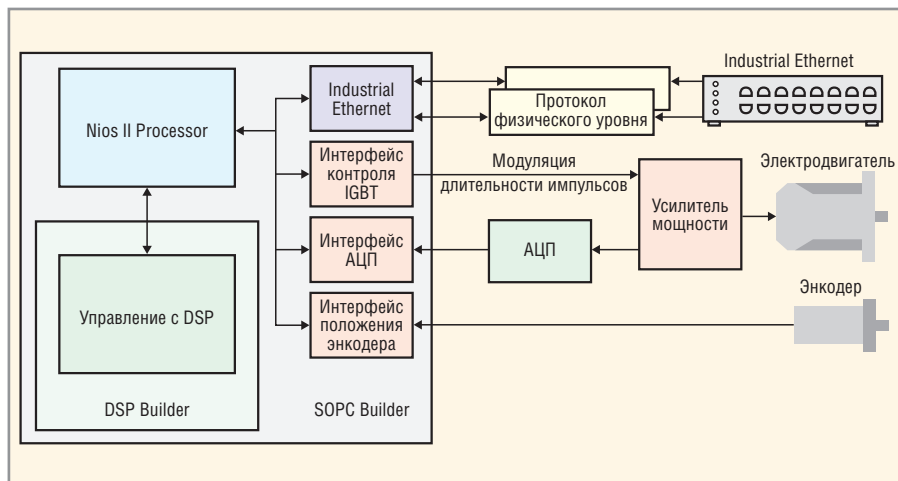 Industrial Ethernet
Nios II Processor
Industrial
Ethernet
Протокол
физического уровня
Интерфейс
контроля
IGBT
Модуляция
длительности импульсов
Усилитель
мощности
Электродвигатель
Интерфейс
АЦП
АЦП
Управление с DSP
Интерфейс
положения
энкодера
Энкодер
DSP Builder
SOPC Builder